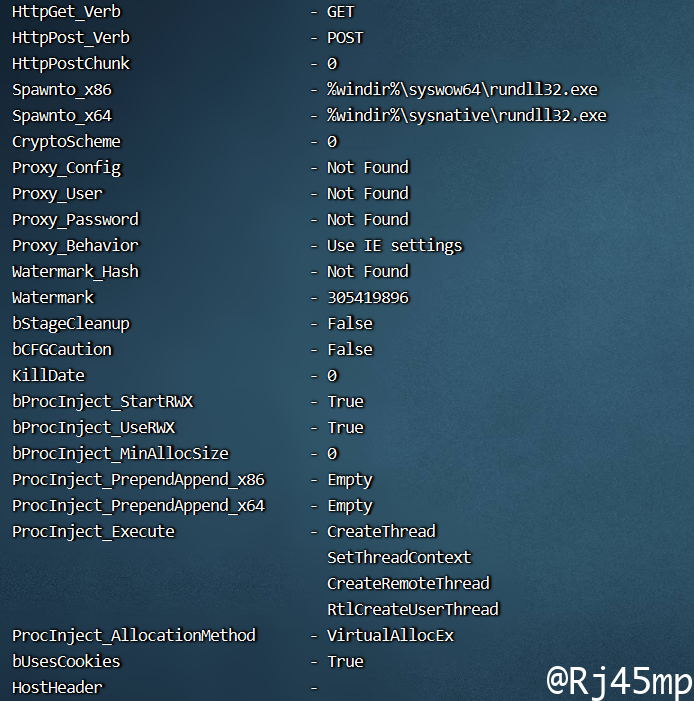 HttpGet_Verb - GET
HttpPost_Verb - POST
HttpPostChunk - 0
Spawnto_x86 - %windir%\syswow64\rundll32.exe
Spawnto_x64 - %windir%\sysnative\rundll32.exe
CryptoScheme - 0
Proxy_Config - Not Found
Proxy_User - Not Found
Proxy_Password - Not Found
Proxy_Behavior - Use IE settings
Watermark_Hash - Not Found
Watermark - 305419896
bStageCleanup - False
bCFGCaution - False
KillDate - 0
bProcInject_StartRWX - True
bProcInject_UseRWX - True
bProcInject_MinAllocSize - 0
ProcInject_PrependAppend_x86 - Empty
ProcInject_PrependAppend_x64 - Empty
ProcInject_Execute - CreateThread
SetThreadContext
CreateRemoteThread
RtlCreateUserThread
ProcInject_AllocationMethod - VirtualAllocEx
bUsesCookies - True
HostHeader -
@Rj45mp